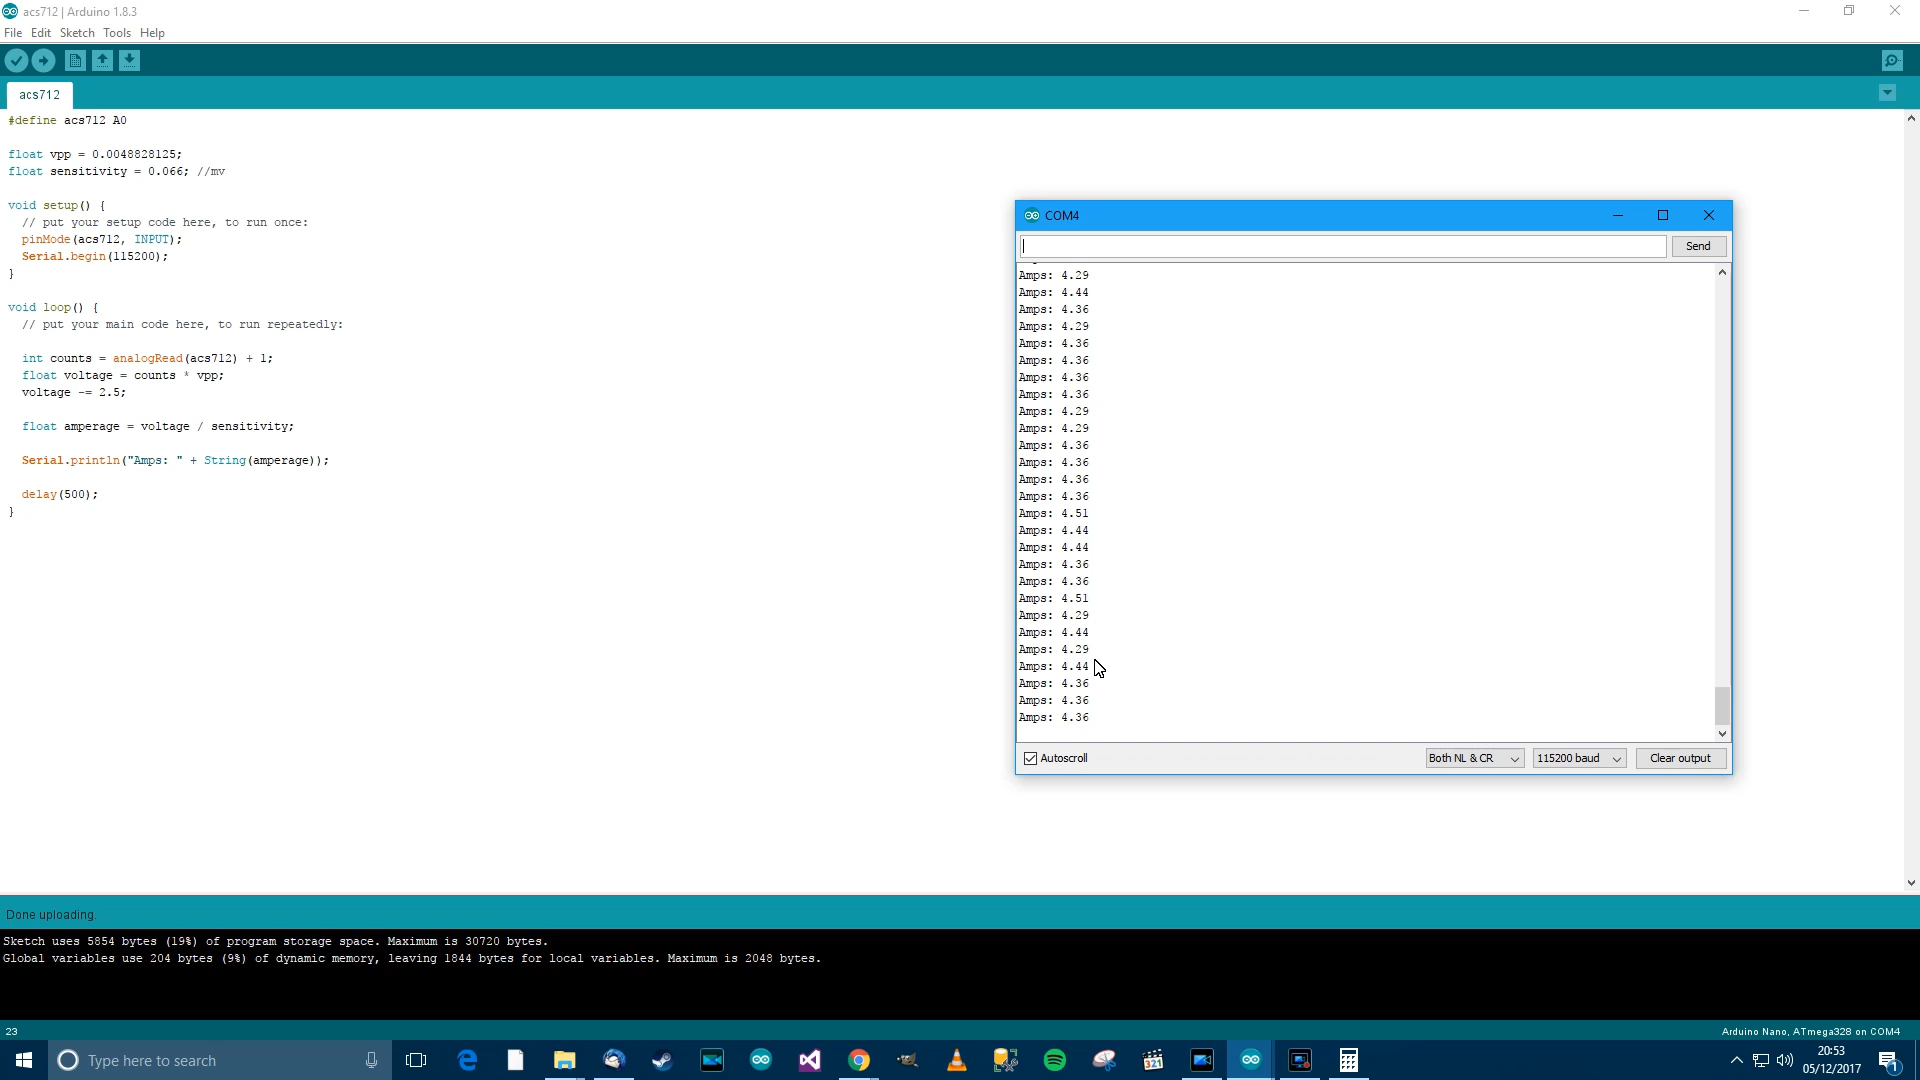 acs712 | Arduino 1.8.3
File Edit Sketch Tools Help
acs712
#define acs712 A0
float vpp = 0.0048828125;
float sensitivity = 0.066; //mv
void setup() {
// put your setup code here, to run once:
pinMode(acs712, INPUT);
Serial.begin(115200);
}
void loop() {
// put your main code here, to run repeatedly:
int counts = analogRead(acs712) + 1;
float voltage = counts * vpp;
voltage -= 2.5;
float amperage = voltage / sensitivity;
Serial.println("Amps: " + String(amperage));
delay(500);
}
COM4
Send
Amps: 4.29
Amps: 4.44
Amps: 4.36
Amps: 4.29
Amps: 4.36
Amps: 4.36
Amps: 4.36
Amps: 4.36
Amps: 4.29
Amps: 4.29
Amps: 4.36
Amps: 4.36
Amps: 4.36
Amps: 4.36
Amps: 4.51
Amps: 4.44
Amps: 4.44
Amps: 4.36
Amps: 4.36
Amps: 4.51
Amps: 4.29
Amps: 4.44
Amps: 4.29
Amps: 4.44
Amps: 4.36
Amps: 4.36
Amps: 4.36
Autoscroll
Both NL & CR
115200 baud
Clear output
Done uploading.
Sketch uses 5854 bytes (19%) of program storage space. Maximum is 30720 bytes.
Global variables use 204 bytes (9%) of dynamic memory, leaving 1844 bytes for local variables. Maximum is 2048 bytes.
23
Arduino Nano, ATmega328 on COM4
Type here to search
321
20:53
05/12/2017
1